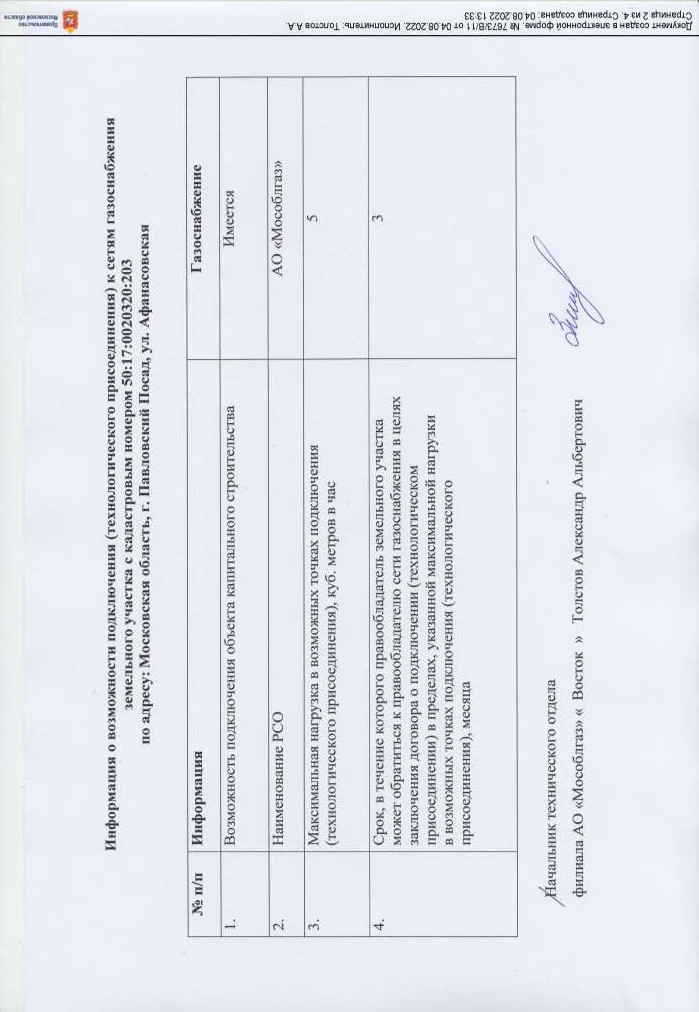 Документ создан в электронной форме. № 7673/В/11 от 04.08.2022. Исполнитель: Толстов А.А.
Страница 2 из 4. Страница создана: 04.08.2022 13:33
Правительство
Московской области
Информация о возможности подключения (технологического присоединения) к сетям газоснабжения
земельного участка с кадастровым номером 50:17:0020320:203
по адресу: Московская область, г. Павловский Посад, ул. Афанасовская
№ п/п Информация Газоснабжение
1. Возможность подключения объекта капитального строительства Имеется
2. Наименование РСО АО «Мособлгаз»
3. Максимальная нагрузка в возможных точках подключения 5
(технологического присоединения), куб. метров в час
4. Срок, в течение которого правообладатель земельного участка 3
может обратиться к правообладателю сети газоснабжения в целях
заключения договора о подключении (технологическом
присоединении) в пределах, указанной максимальной нагрузки
в возможных точках подключения (технологического
присоединения), месяца
Начальник технического отдела
филиала АО «Мособлгаз» « Восток » Толстов Александр Альбертович